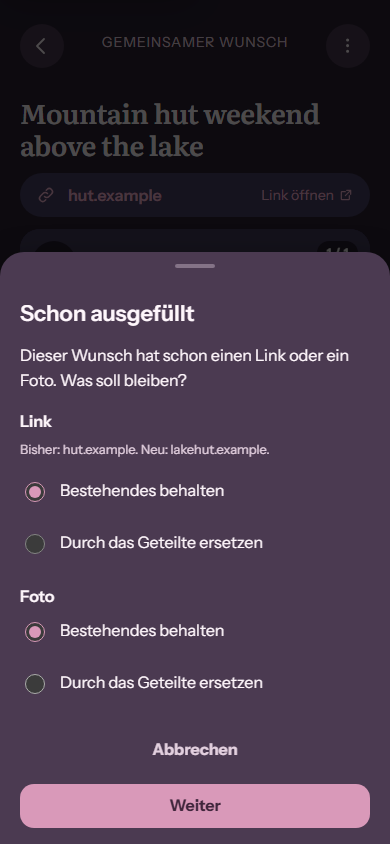 GEMEINSAMER WUNSCH
Mountain hut weekend
above the lake
hut.example
Link öffnen
Schon ausgefüllt
Dieser Wunsch hat schon einen Link oder ein
Foto. Was soll bleiben?
Link
Bisher: hut.example. Neu: lakehut.example.
Bestehendes behalten
Durch das Geteilte ersetzen
Foto
Bestehendes behalten
Durch das Geteilte ersetzen
Abbrechen
Weiter